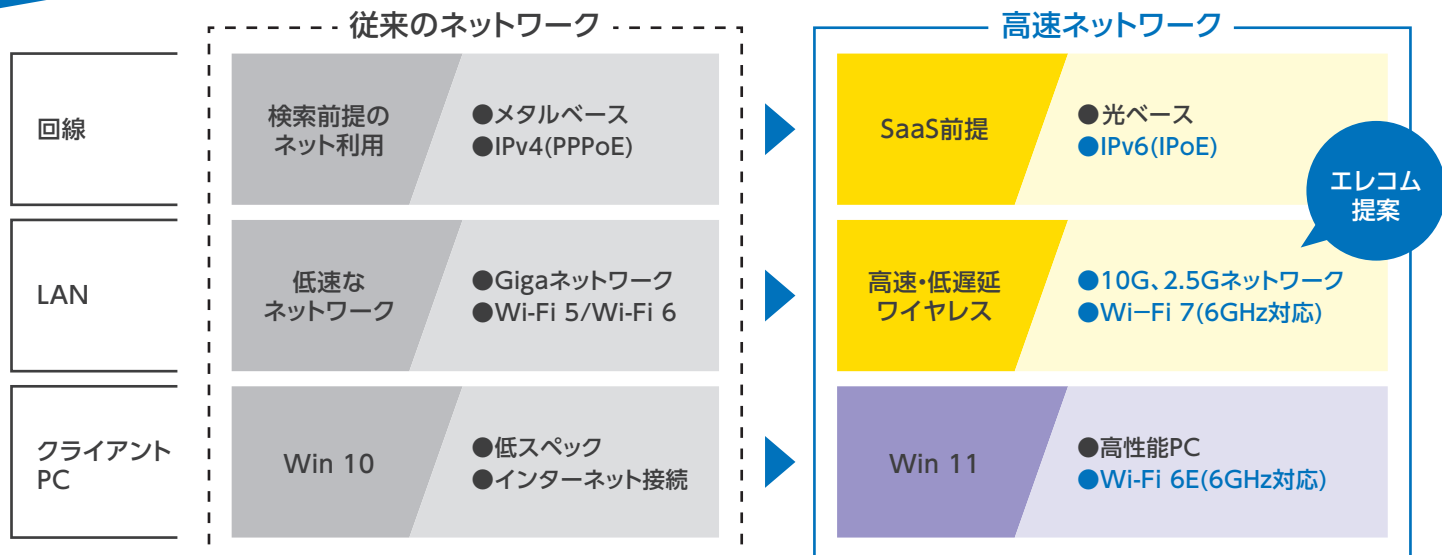 従来のネットワーク
高速ネットワーク
回線
検索前提の
ネット利用
●メタルベース
●IPv4(PPPoE)
SaaS前提
●光ベース
●IPv6(IPoE)
エレコム
提案
LAN
低速な
ネットワーク
●Gigaネットワーク
●Wi-Fi 5/Wi-Fi 6
高速・低遅延
ワイヤレス
●10G、2.5Gネットワーク
●Wi−Fi 7(6GHz対応)
クライアント
PC
Win 10
●低スペック
●インターネット接続
Win 11
●高性能PC
●Wi-Fi 6E(6GHz対応)